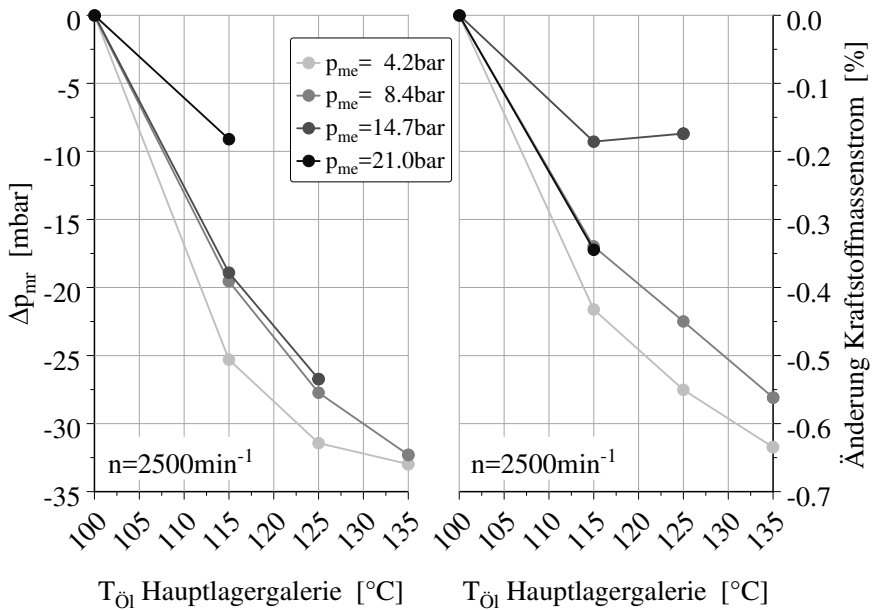 0
-5
-10
-15
-20
-25
-30
-35
Δp_mr [mbar]
p_me= 4.2bar
p_me= 8.4bar
p_me=14.7bar
p_me=21.0bar
n=2500min⁻¹
100 105 110 115 120 125 130 135
T_Öl Hauptlagergalerie [°C]
n=2500min⁻¹
100 105 110 115 120 125 130 135
T_Öl Hauptlagergalerie [°C]
0.0
-0.1
-0.2
-0.3
-0.4
-0.5
-0.6
-0.7
Änderung Kraftstoffmassenstrom [%]